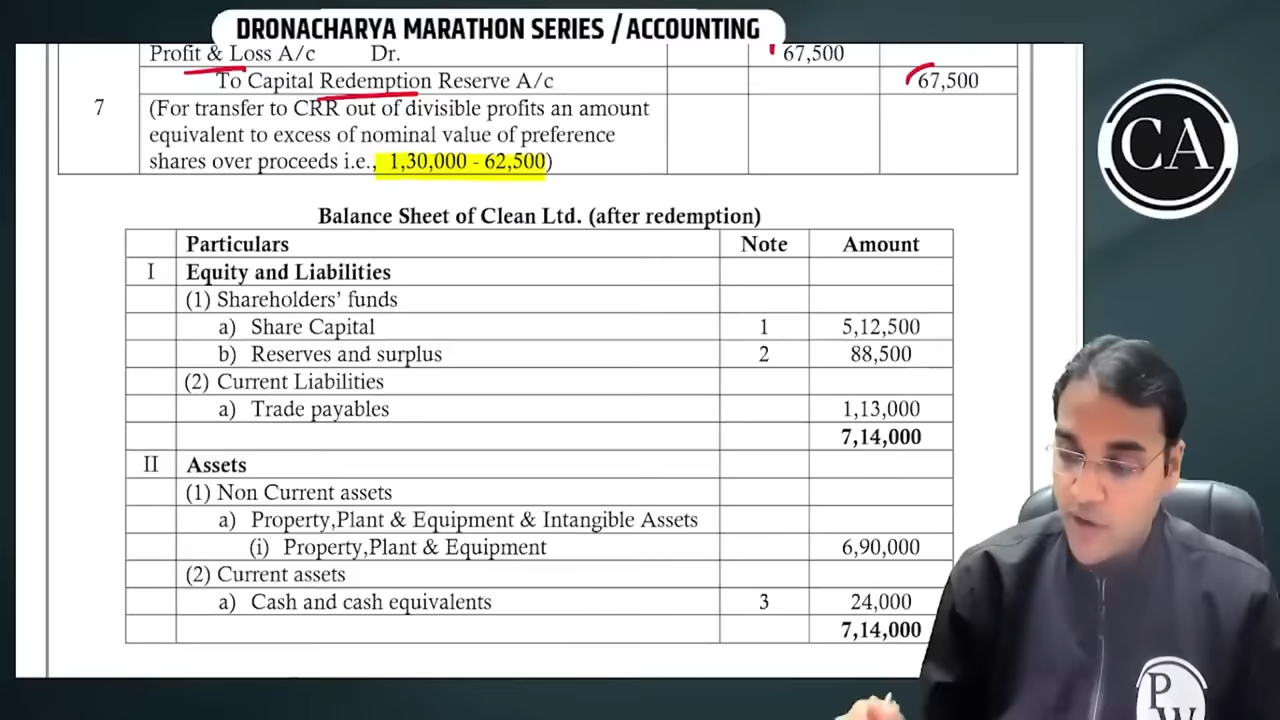 DRONACHARYA MARATHON SERIES / ACCOUNTING
Profit & Loss A/c Dr. 67,500
To Capital Redemption Reserve A/c 67,500
7 (For transfer to CRR out of divisible profits an amount
equivalent to excess of nominal value of preference
shares over proceeds i.e., 1,30,000 - 62,500)
CA
Balance Sheet of Clean Ltd. (after redemption)
Particulars Note Amount
I Equity and Liabilities
(1) Shareholders' funds
a) Share Capital 1 5,12,500
b) Reserves and surplus 2 88,500
(2) Current Liabilities
a) Trade payables 1,13,000
7,14,000
II Assets
(1) Non Current assets
a) Property,Plant & Equipment & Intangible Assets
(i) Property,Plant & Equipment 6,90,000
(2) Current assets
a) Cash and cash equivalents 3 24,000
7,14,000
P
W